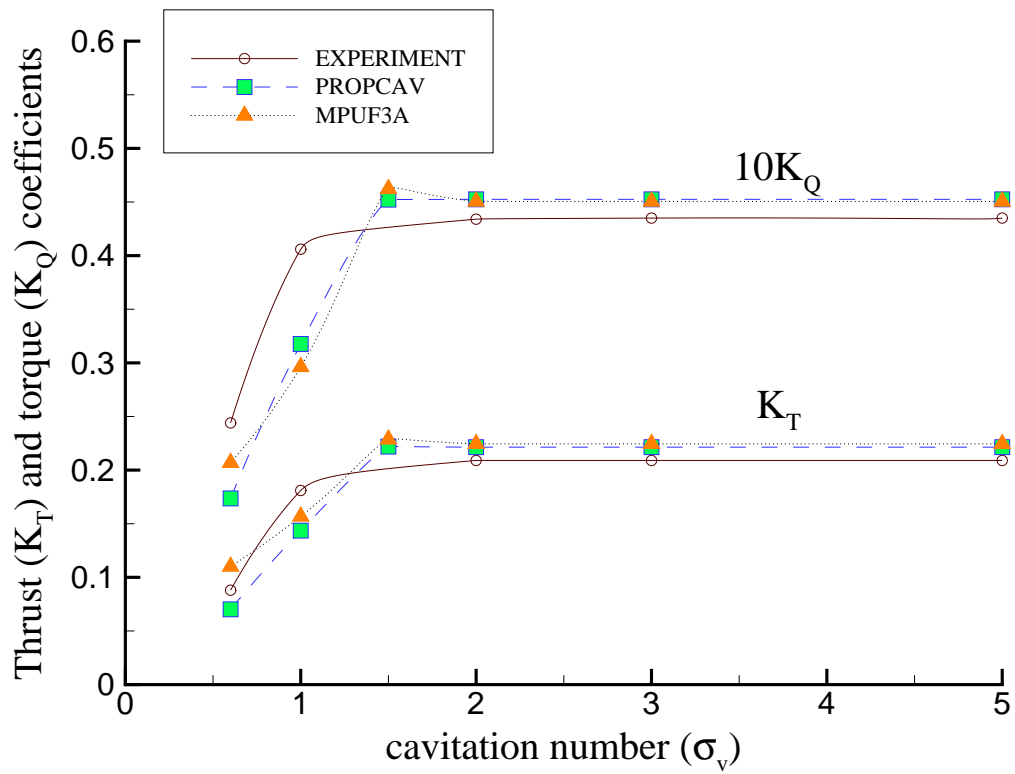 EXPERIMENT
PROPCAV
MPUF3A
10K_Q
K_T
Thrust (K_T) and torque (K_Q) coefficients
0.6
0.5
0.4
0.3
0.2
0.1
0
0 1 2 3 4 5
cavitation number (σ_v)